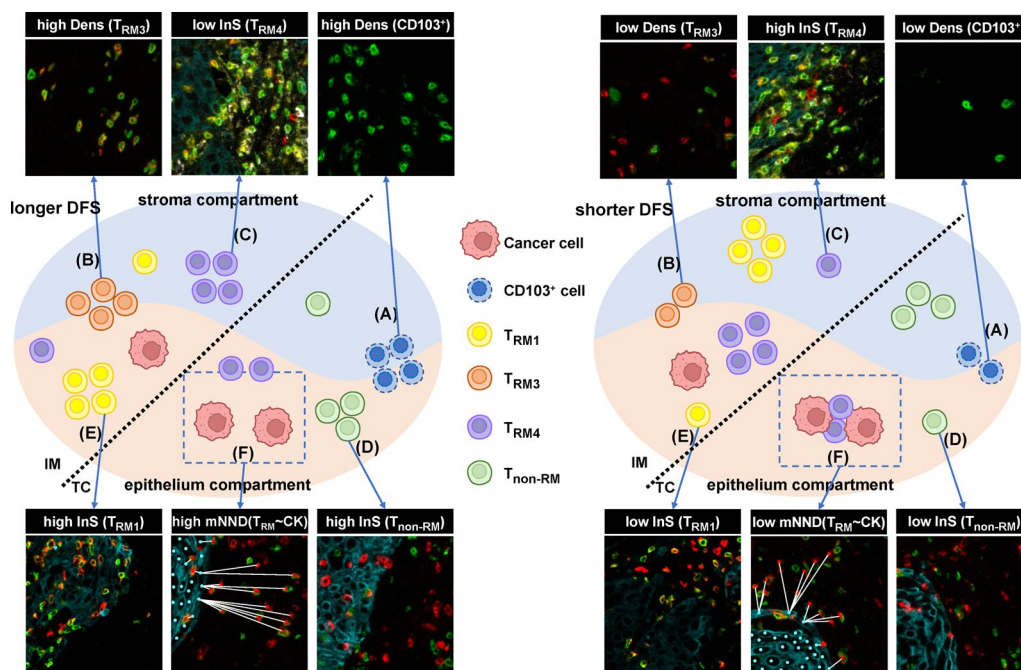 high Dens (TRM3)
low InS (TRM4)
high Dens (CD103+)
low Dens (TRM3)
high InS (TRM4)
low Dens (CD103+)
longer DFS
stroma compartment
(C)
(B)
(A)
(E)
(D)
(F)
IM
TC
epithelium compartment
Cancer cell
CD103+ cell
TRM1
TRM3
TRM4
Tnon-RM
shorter DFS
stroma compartment
(C)
(B)
(A)
(E)
(D)
(F)
IM
TC
epithelium compartment
high InS (TRM1)
high mNND(TRM~CK)
high InS (Tnon-RM)
low InS (TRM1)
low mNND(TRM~CK)
low InS (Tnon-RM)